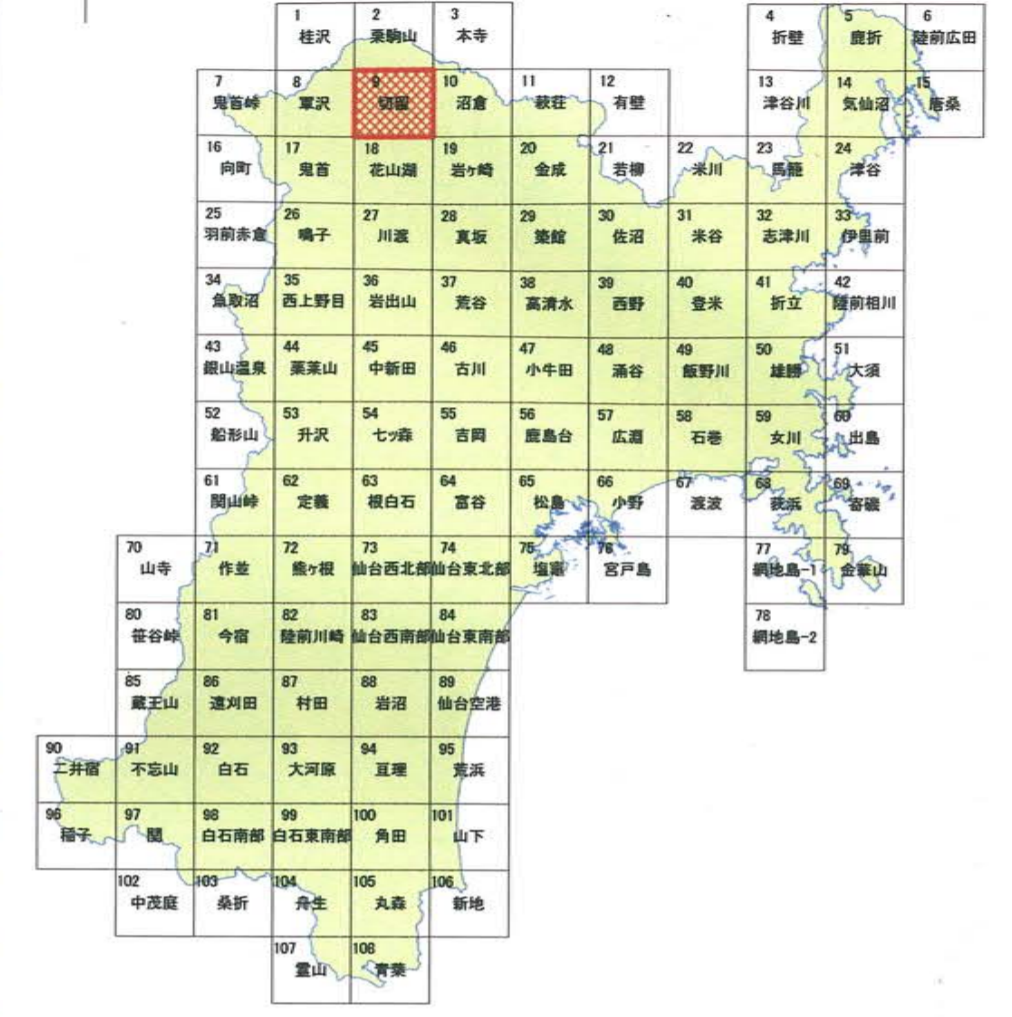 1 桂沢
2 栗駒山
3 本寺
4 折壁
5 鹿折
6 陸前広田
7 鬼首峠
8 軍沢
9 切留
10 沼倉
11 萩荘
12 有壁
13 津谷川
14 気仙沼
15 唐桑
16 向町
17 鬼首
18 花山湖
19 岩ヶ崎
20 金成
21 若柳
22 米川
23 馬籠
24 津谷
25 羽前赤倉
26 鳴子
27 川渡
28 真坂
29 築館
30 佐沼
31 米谷
32 志津川
33 伊里前
34 魚取沼
35 西上野目
36 岩出山
37 荒谷
38 高清水
39 西野
40 登米
41 折立
42 陸前相川
43 銀山温泉
44 薬莱山
45 中新田
46 古川
47 小牛田
48 涌谷
49 飯野川
50 雄勝
51 大須
52 船形山
53 升沢
54 七ッ森
55 吉岡
56 鹿島台
57 広淵
58 石巻
59 女川
60 出島
61 関山峠
62 定義
63 根白石
64 富谷
65 松島
66 小野
67 渡波
68 荻浜
69 寄磯
70 山寺
71 作並
72 熊ヶ根
73 仙台西北部
74 仙台東北部
75 塩竈
76 宮戸島
77 網地島-1
79 金華山
80 笹谷峠
81 今宿
82 陸前川崎
83 仙台西南部
84 仙台東南部
78 網地島-2
85 蔵王山
86 遠刈田
87 村田
88 岩沼
89 仙台空港
90 二井宿
91 不忘山
92 白石
93 大河原
94 亘理
95 荒浜
96 稲子
97 関
98 白石南部
99 白石東南部
100 角田
101 山下
102 中茂庭
103 桑折
104 舟生
105 丸森
106 新地
107 霊山
108 青葉